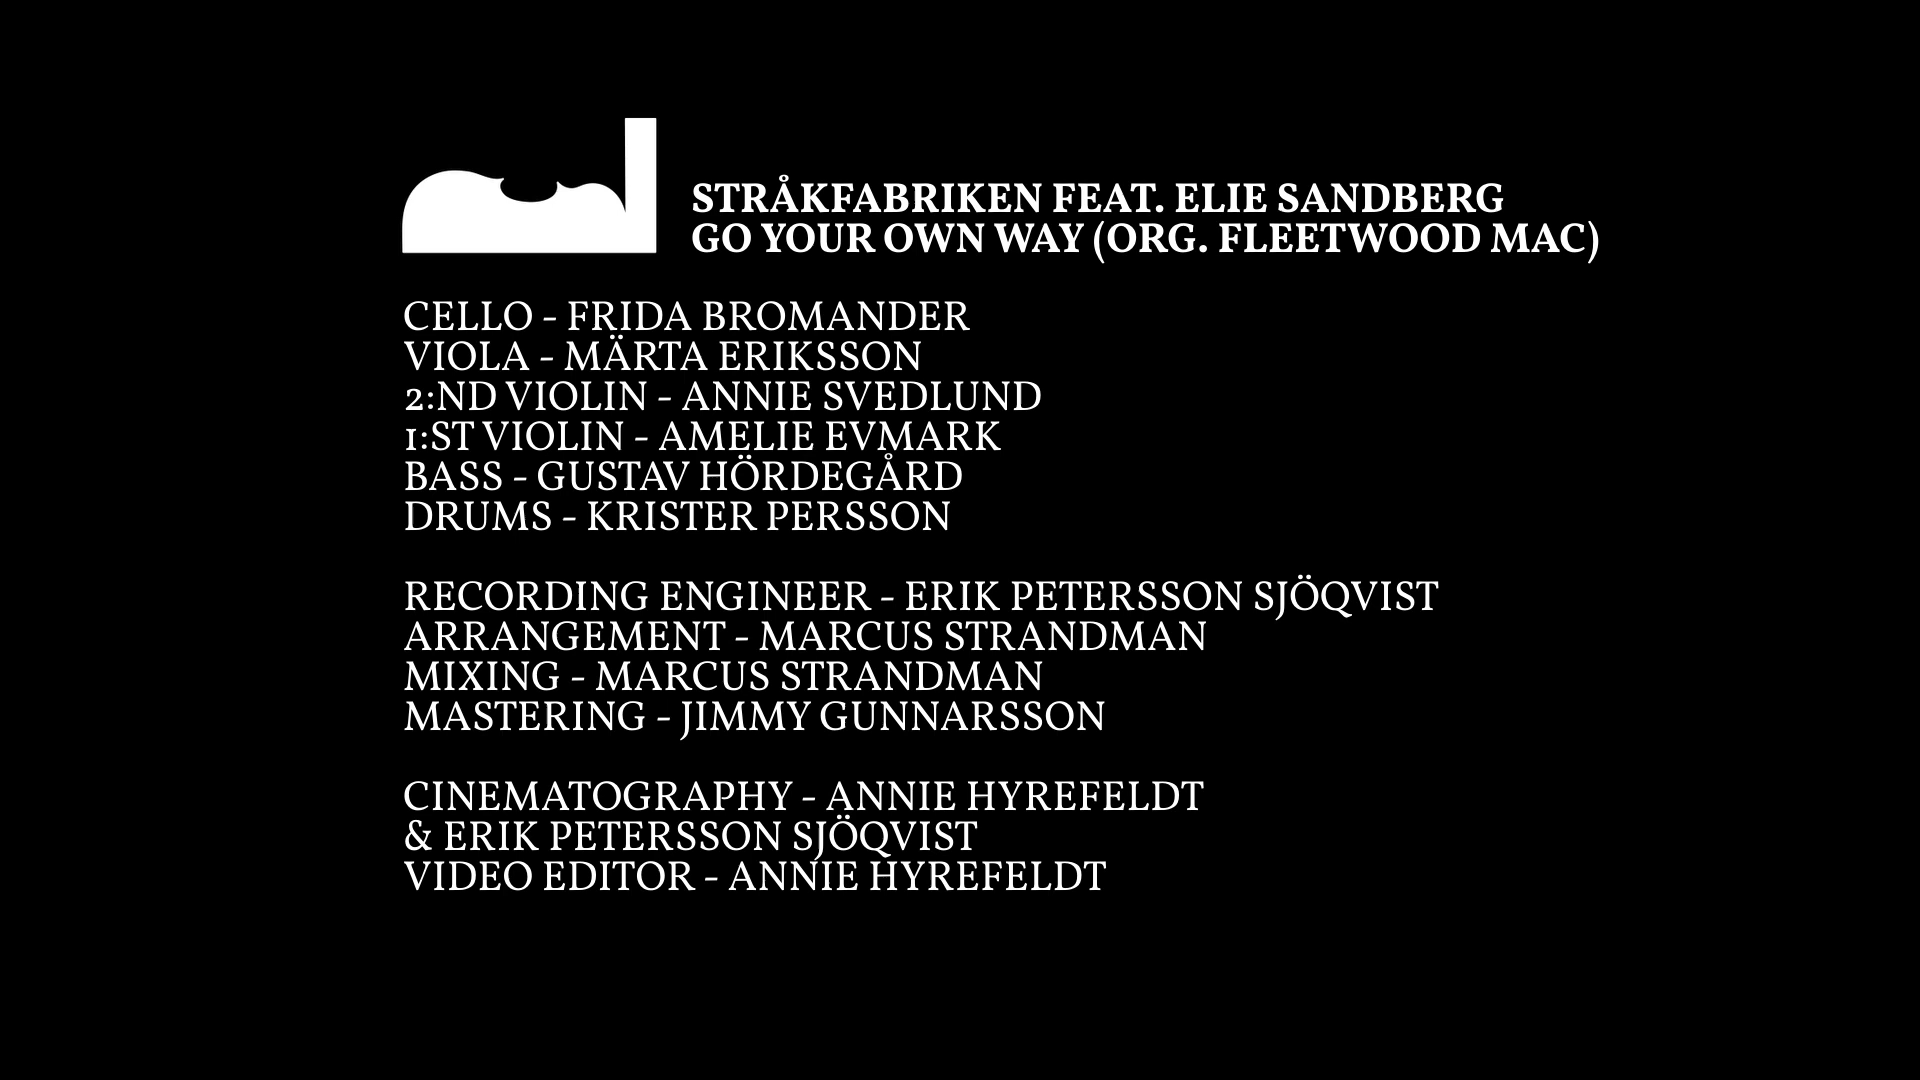 STRÅKFABRIKEN FEAT. ELIE SANDBERG
GO YOUR OWN WAY (ORG. FLEETWOOD MAC)
CELLO - FRIDA BROMANDER
VIOLA - MÄRTA ERIKSSON
2:ND VIOLIN - ANNIE SVEDLUND
1:ST VIOLIN - AMELIE EVMARK
BASS - GUSTAV HÖRDEGÅRD
DRUMS - KRISTER PERSSON
RECORDING ENGINEER - ERIK PETERSSON SJÖQVIST
ARRANGEMENT - MARCUS STRANDMAN
MIXING - MARCUS STRANDMAN
MASTERING - JIMMY GUNNARSSON
CINEMATOGRAPHY - ANNIE HYREFELDT
& ERIK PETERSSON SJÖQVIST
VIDEO EDITOR - ANNIE HYREFELDT